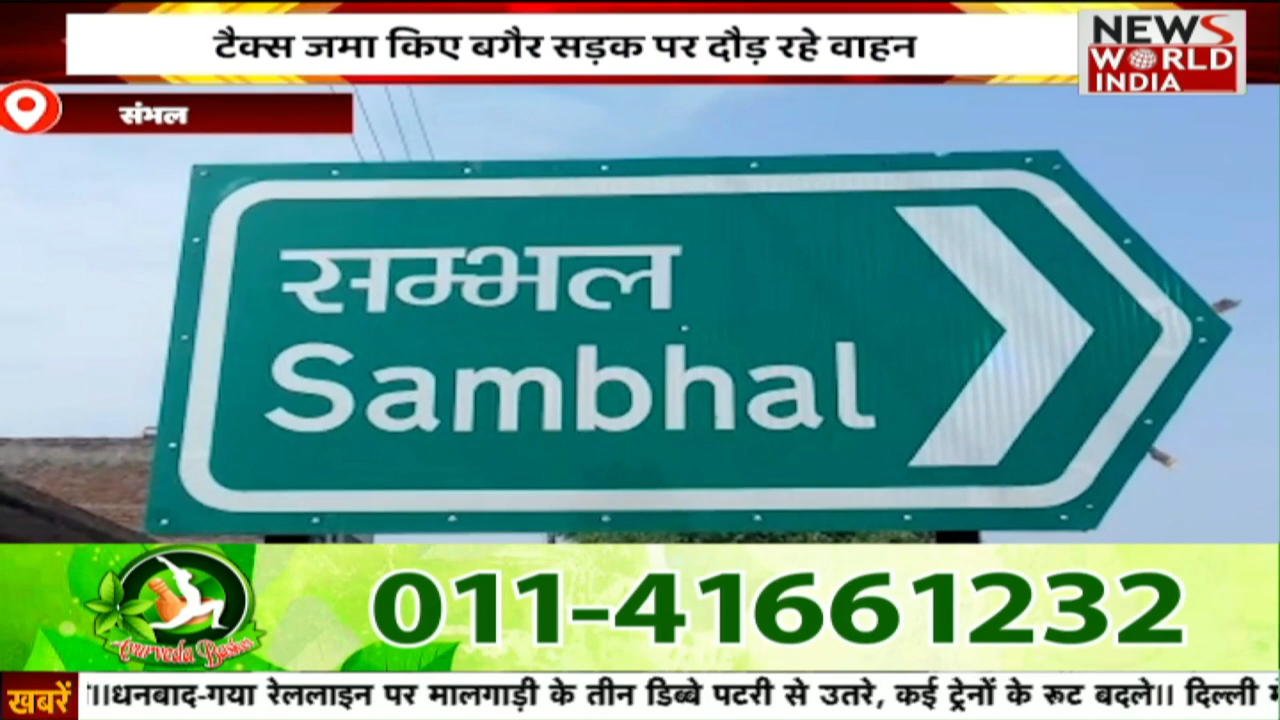 टैक्स जमा किए बगैर सड़क पर दौड़ रहे वाहन
NEWS
WORLD
INDIA
संभल
सम्भल
Sambhal
011-41661232
खबरें
।।धनबाद-गया रेललाइन पर मालगाड़ी के तीन डिब्बे पटरी से उतरे, कई ट्रेनों के रूट बदले।। दिल्ली